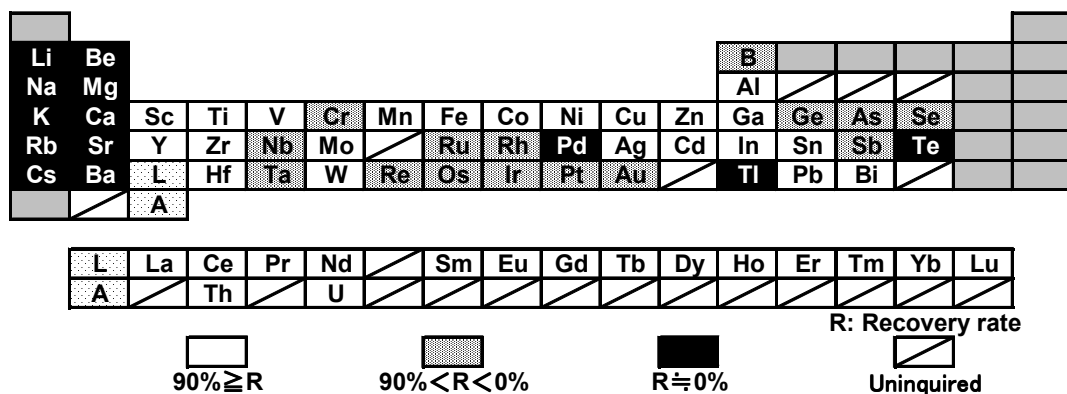 Li Be B
Na Mg Al
K Ca Sc Ti V Cr Mn Fe Co Ni Cu Zn Ga Ge As Se
Rb Sr Y Zr Nb Mo Ru Rh Pd Ag Cd In Sn Sb Te
Cs Ba L Hf Ta W Re Os Ir Pt Au Tl Pb Bi
A
L La Ce Pr Nd Sm Eu Gd Tb Dy Ho Er Tm Yb Lu
A Th U
R: Recovery rate
90%≧R 90%<R<0% R≒0% Uninquired